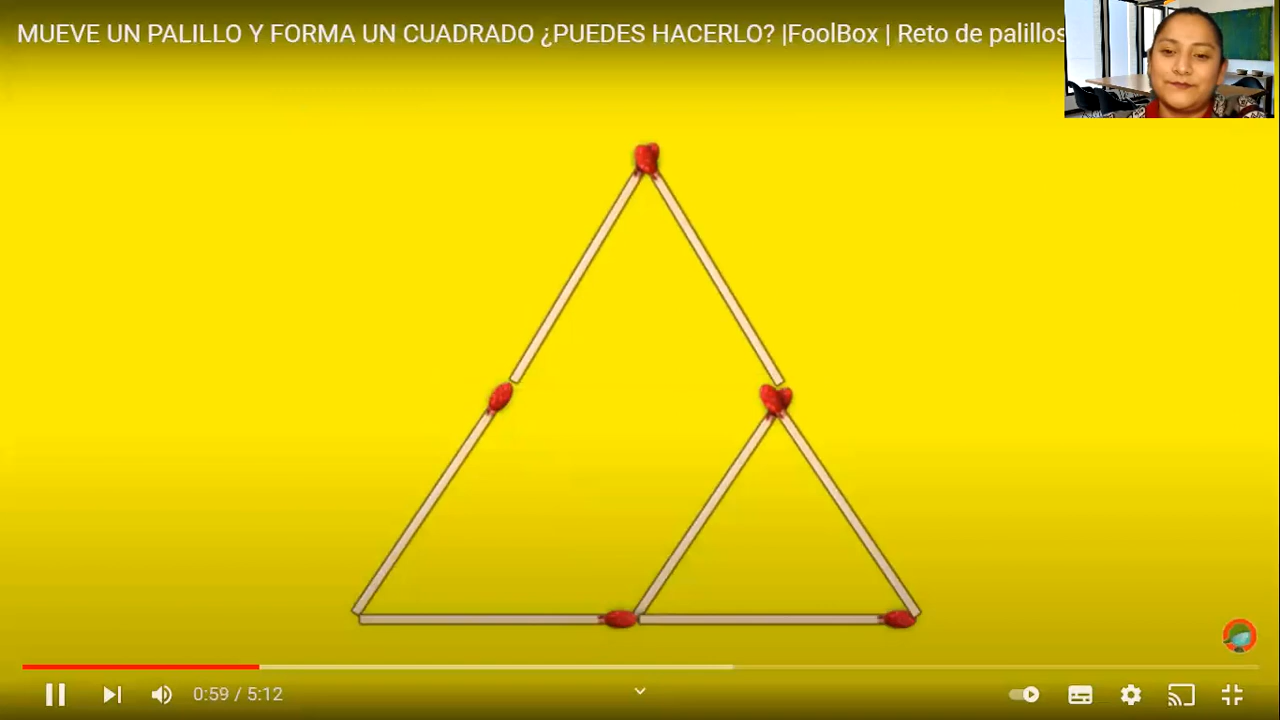 MUEVE UN PALILLO Y FORMA UN CUADRADO ¿PUEDES HACERLO? |FoolBox | Reto de palillos
0:59 / 5:12